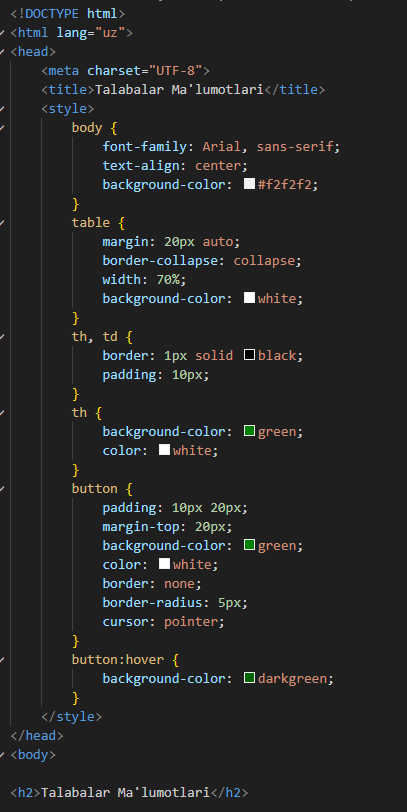 <!DOCTYPE html>
<html lang="uz">
<head>
    <meta charset="UTF-8">
    <title>Talabalar Ma'lumotlari</title>
    <style>
        body {
            font-family: Arial, sans-serif;
            text-align: center;
            background-color: #f2f2f2;
        }
        table {
            margin: 20px auto;
            border-collapse: collapse;
            width: 70%;
            background-color: white;
        }
        th, td {
            border: 1px solid black;
            padding: 10px;
        }
        th {
            background-color: green;
            color: white;
        }
        button {
            padding: 10px 20px;
            margin-top: 20px;
            background-color: green;
            color: white;
            border: none;
            border-radius: 5px;
            cursor: pointer;
        }
        button:hover {
            background-color: darkgreen;
        }
    </style>
</head>
<body>
<h2>Talabalar Ma'lumotlari</h2>